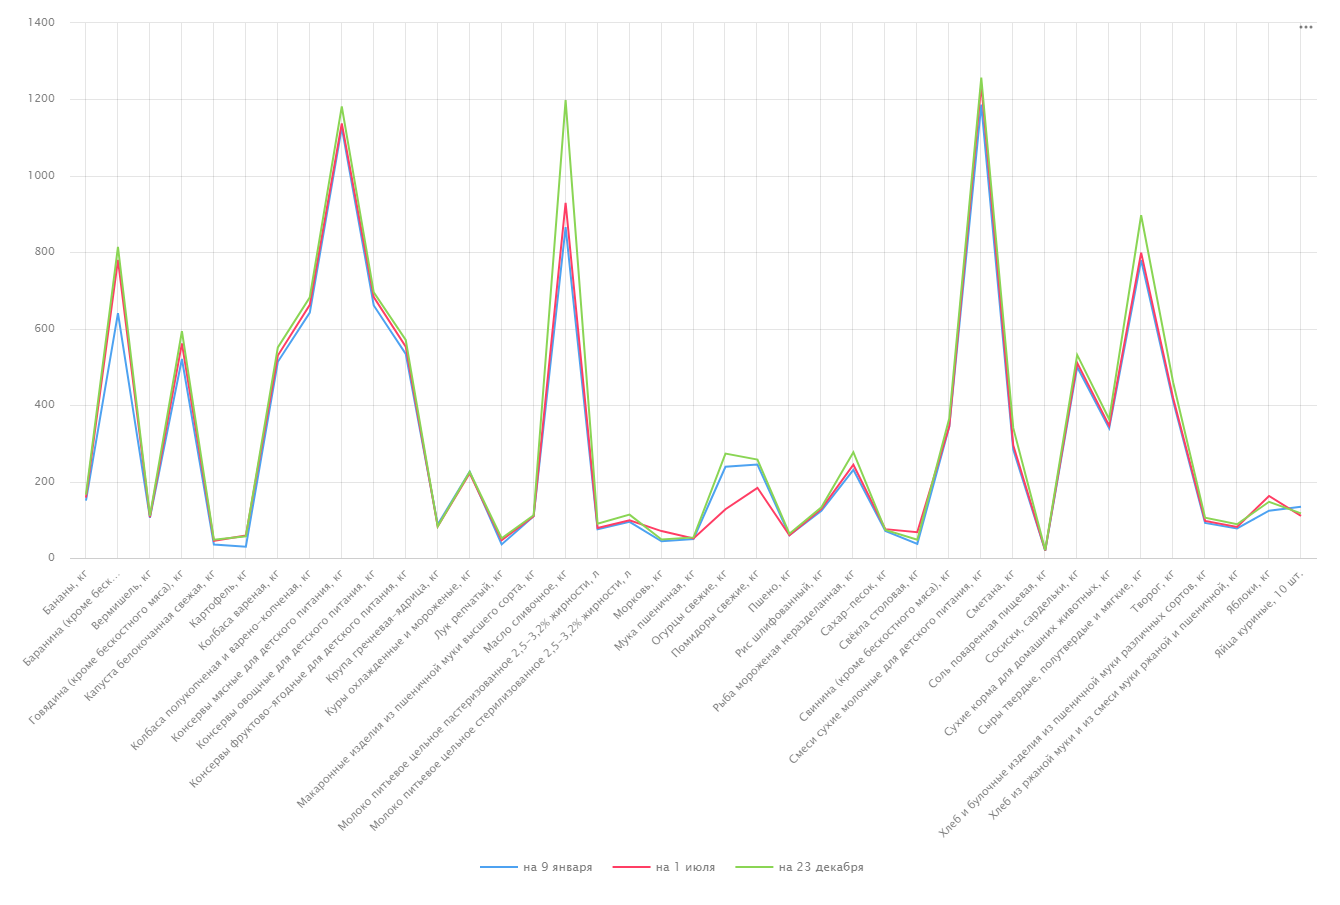 1400
1200
1000
800
600
400
200
0
Бананы, кг
Баранина (кроме беск...
Вермишель, кг
Говядина (кроме бескостного мяса), кг
Капуста белокочанная свежая, кг
Картофель, кг
Колбаса вареная, кг
Колбаса полукопченая и варено-копченая, кг
Консервы мясные для детского питания, кг
Консервы овощные для детского питания, кг
Консервы фруктово-ягодные для детского питания, кг
Крупа гречневая-ядрица, кг
Куры охлажденные и мороженые, кг
Лук репчатый, кг
Макаронные изделия из пшеничной муки высшего сорта, кг
Масло сливочное, кг
Молоко питьевое цельное пастеризованное 2,5-3,2% жирности, л
Молоко питьевое цельное стерилизованное 2,5-3,2% жирности, л
Морковь, кг
Мука пшеничная, кг
Огурцы свежие, кг
Помидоры свежие, кг
Пшено, кг
Рис шлифованный, кг
Рыба мороженая неразделанная, кг
Сахар-песок, кг
Свёкла столовая, кг
Свинина (кроме бескостного мяса), кг
Смеси сухие молочные для детского питания, кг
Сметана, кг
Соль поваренная пищевая, кг
Сосиски, сардельки, кг
Сухие корма для домашних животных, кг
Сыры твердые, полутвердые и мягкие, кг
Творог, кг
Хлеб и булочные изделия из пшеничной муки различных сортов, кг
Хлеб из ржаной муки и из смеси муки ржаной и пшеничной, кг
Яблоки, кг
Яйца куриные, 10 шт.
на 9 января
на 1 июля
на 23 декабря